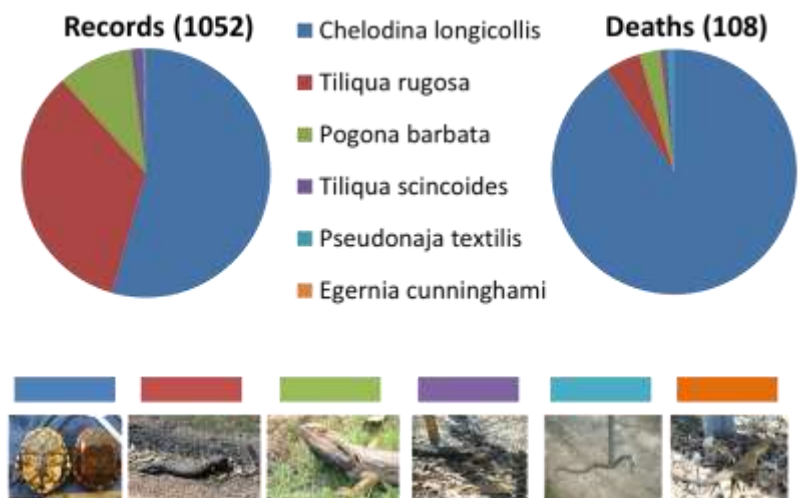 Records (1052)
Chelodina longicollis
Tiliqua rugosa
Pogona barbata
Tiliqua scincoides
Pseudonaja textilis
Egernia cunninghami
Deaths (108)